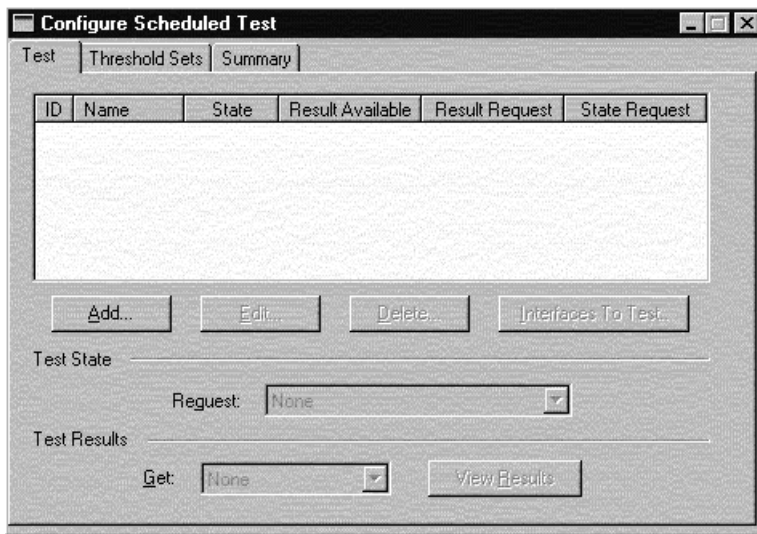 Configure Scheduled Test
Test Threshold Sets Summary
ID Name State Result Available Result Request State Request
Add... Edit... Delete... Interfaces To Test..
Test State
Request: None
Test Results
Get: None View Results